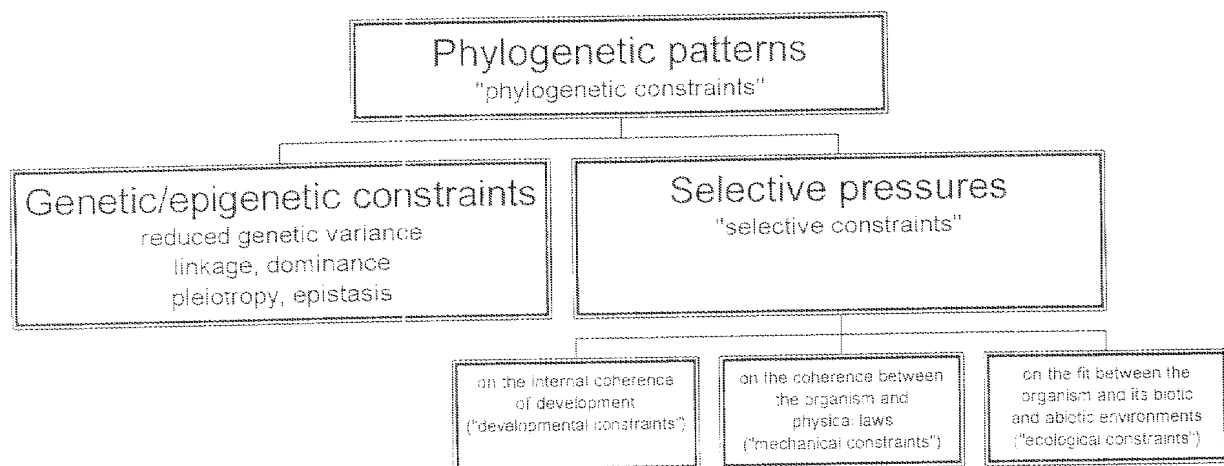 Phylogenetic patterns
"phylogenetic constraints"
Genetic/epigenetic constraints
reduced genetic variance
linkage, dominance
pleiotropy, epistasis
Selective pressures
"selective constraints"
on the internal coherence
of development
("developmental constraints")
on the coherence between
the organism and
physical laws
("mechanical constraints")
on the fit between the
organism and its biotic
and abiotic environments
("ecological constraints")